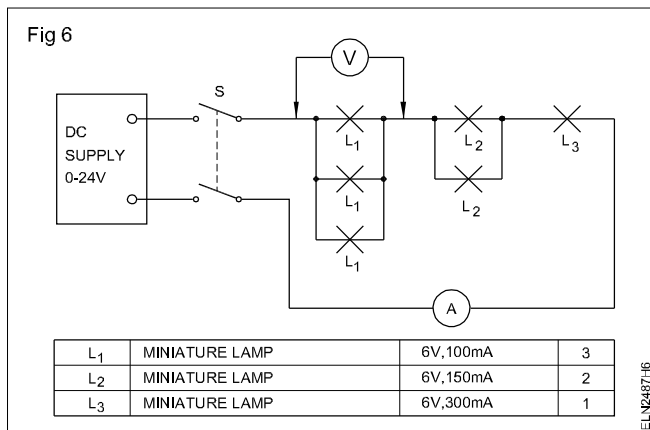 Fig 6
V
S
DC
SUPPLY
0-24V
L1
L2
L3
L1
L2
L1
A
L1 MINIATURE LAMP 6V,100mA 3
L2 MINIATURE LAMP 6V,150mA 2
L3 MINIATURE LAMP 6V,300mA 1
ELN2487H6